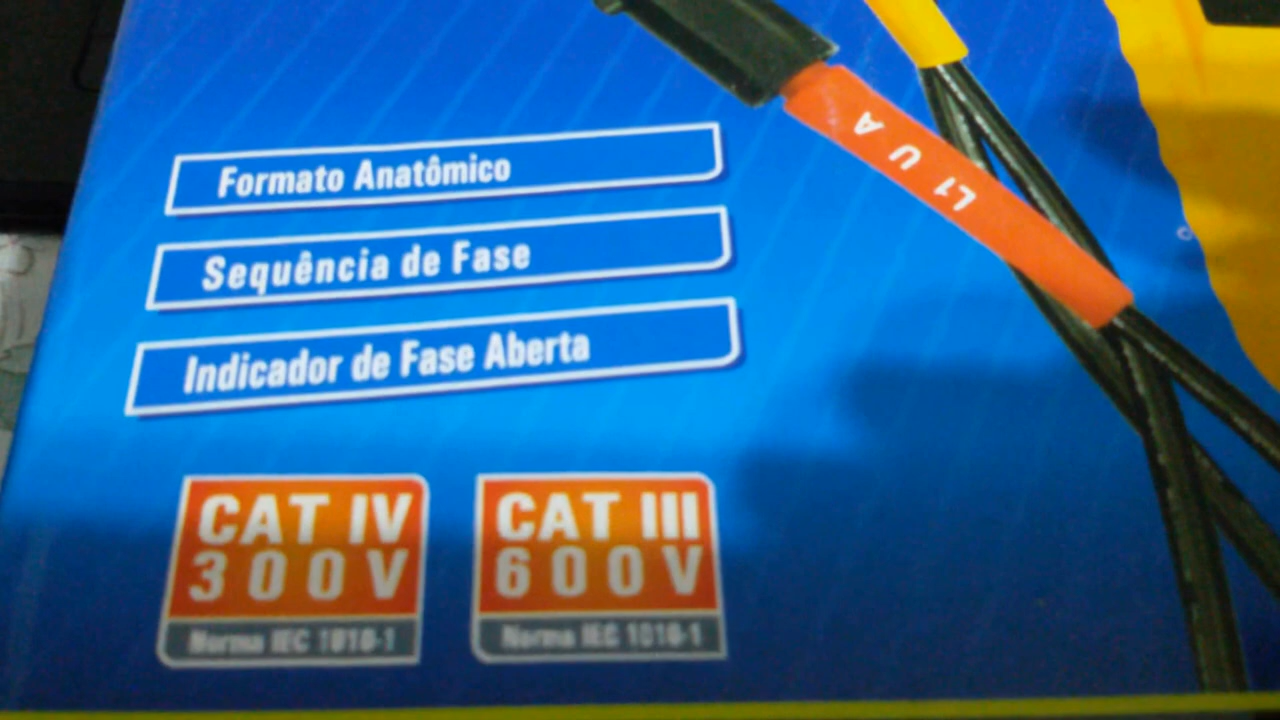 Formato Anatômico
Sequência de Fase
Indicador de Fase Aberta
L1 U A
CAT IV
300V
Norma IEC 1010-1
CAT III
600V
Norma IEC 1010-1